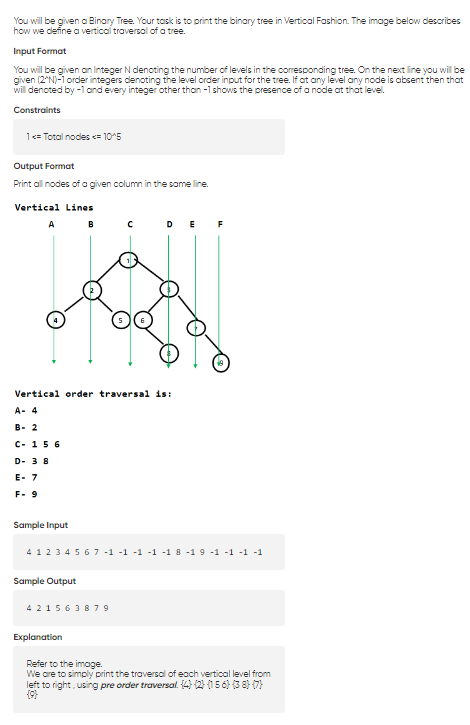 You will be given a Binary Tree. Your task is to print the binary tree in Vertical Fashion. The image below describes
how we define a vertical traversal of a tree.
Input Format
You will be given an Integer N denoting the number of levels in the corresponding tree. On the next line you will be
given (2^N)-1 order integers denoting the level order input for the tree. If at any level any node is absent then that
will denoted by -1 and every integer other than -1 shows the presence of a node at that level.
Constraints
1 <= Total nodes <= 10^5
Output Format
Print all nodes of a given column in the same line.
Vertical Lines
A B C D E F
1
2 3
4 5 6 7
8 9
Vertical order traversal is:
A- 4
B- 2
C- 1 5 6
D- 3 8
E- 7
F- 9
Sample Input
4 1 2 3 4 5 6 7 -1 -1 -1 -1 -1 8 -1 9 -1 -1 -1 -1
Sample Output
4 2 1 5 6 3 8 7 9
Explanation
Refer to the image.
We are to simply print the traversal of each vertical level from
left to right , using pre order traversal. {4} {2} {1 5 6} {3 8} {7}
{9}